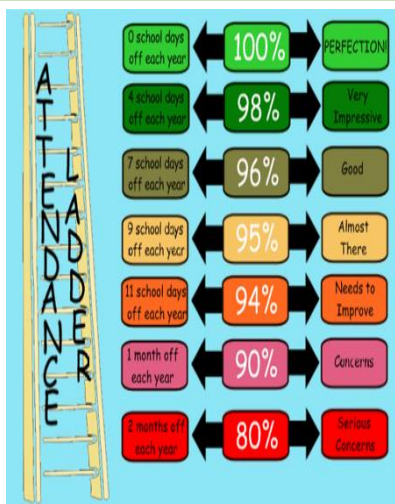 ATTENDANCE
LADDER
0 school days
off each year
100%
PERFECTION!
4 school days
off each year
98%
Very
Impressive
7 school days
off each year
96%
Good
9 school days
off each year
95%
Almost
There
11 school days
off each year
94%
Needs to
Improve
1 month off
each year
90%
Concerns
2 months off
each year
80%
Serious
Concerns